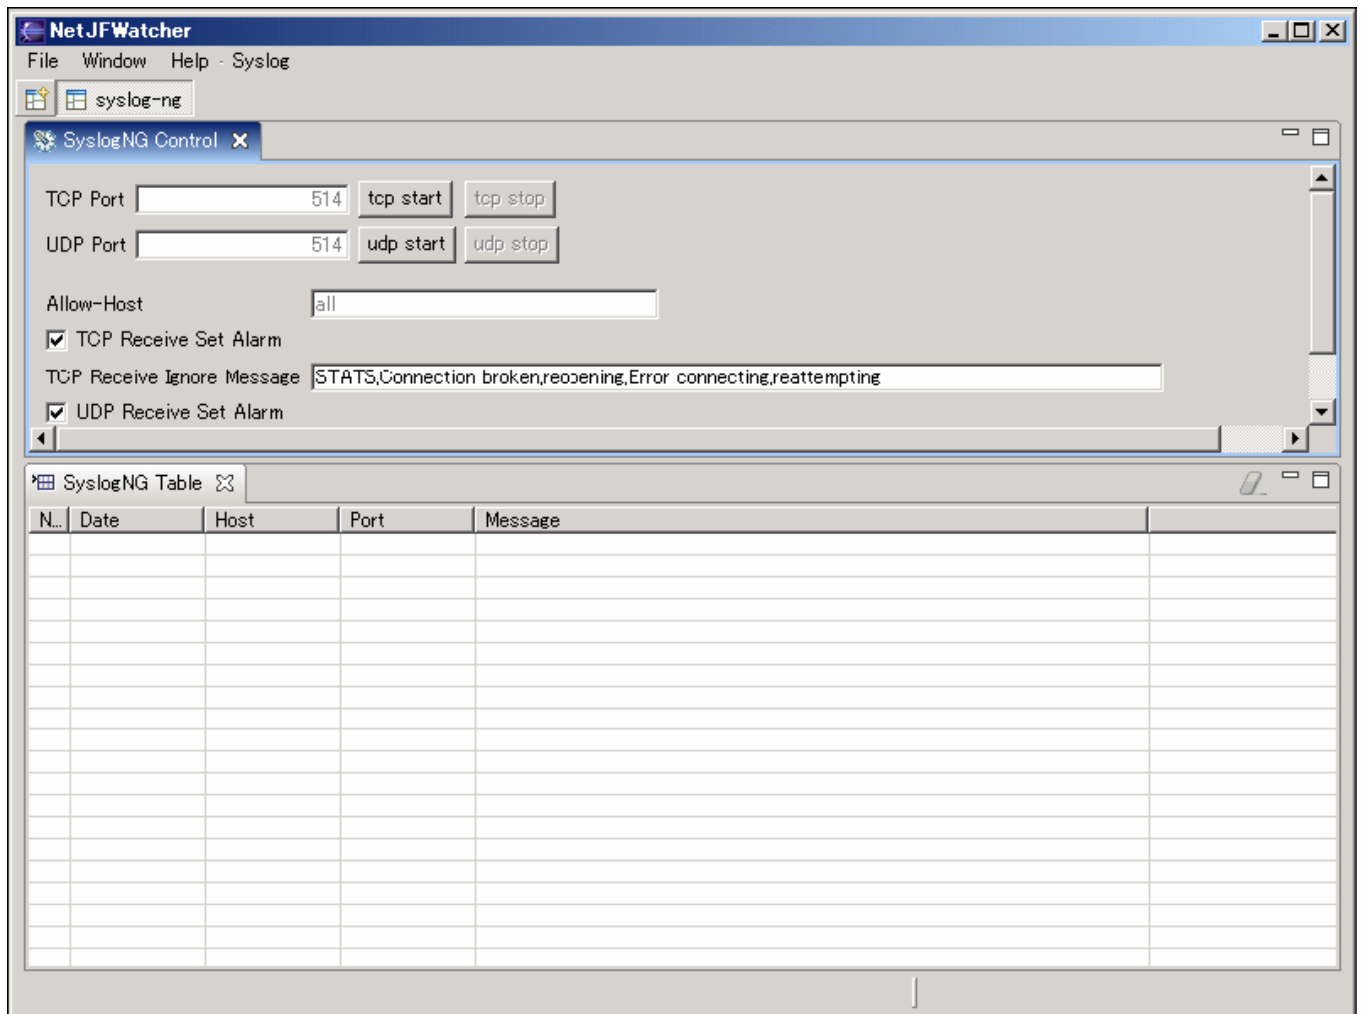 NetJFWatcher
File Window Help - Syslog
syslog-ng
SyslogNG Control
TCP Port 514 tcp start tcp stop
UDP Port 514 udp start udp stop
Allow-Host all
TCP Receive Set Alarm
TCP Receive Ignore Message STATS,Connection broken,reopening,Error connecting,reattempting
UDP Receive Set Alarm
SyslogNG Table
N... Date Host Port Message